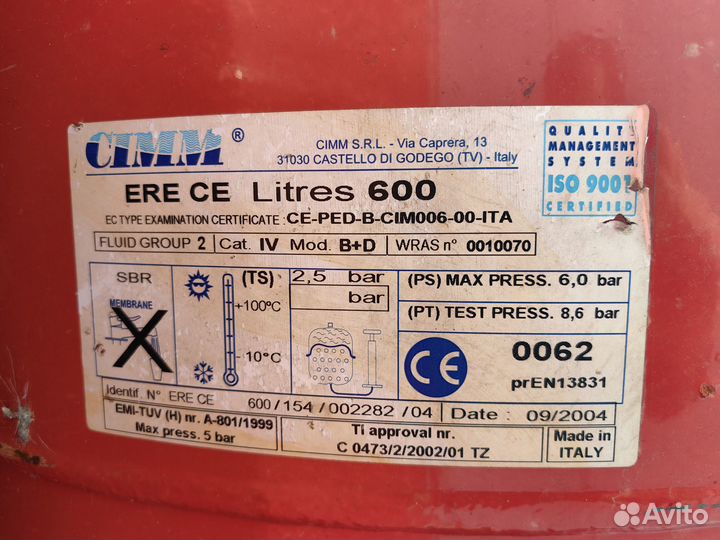 CIMM ®
CIMM S.R.L. - Via Caprera, 13
31030 CASTELLO DI GODEGO (TV) - Italy
QUALITY
MANAGEMENT
SYSTEM
ISO 9001
CERTIFIED
ERE CE Litres 600
EC TYPE EXAMINATION CERTIFICATE : CE-PED-B-CIM006-00-ITA
FLUID GROUP 2 Cat. IV Mod. B+D WRAS n° 0010070
SBR
MEMBRANE
(TS)
+100°C
-10°C
2,5 bar
bar
(PS) MAX PRESS. 6,0 bar
(PT) TEST PRESS. 8,6 bar
CE
0062
prEN13831
Identif. N° ERE CE 600/154/002282/04 Date : 09/2004
EMI-TUV (H) nr. A-801/1999
Max press. 5 bar
Ti approval nr.
C 0473/2/2002/01 TZ
Made in
ITALY
Avito